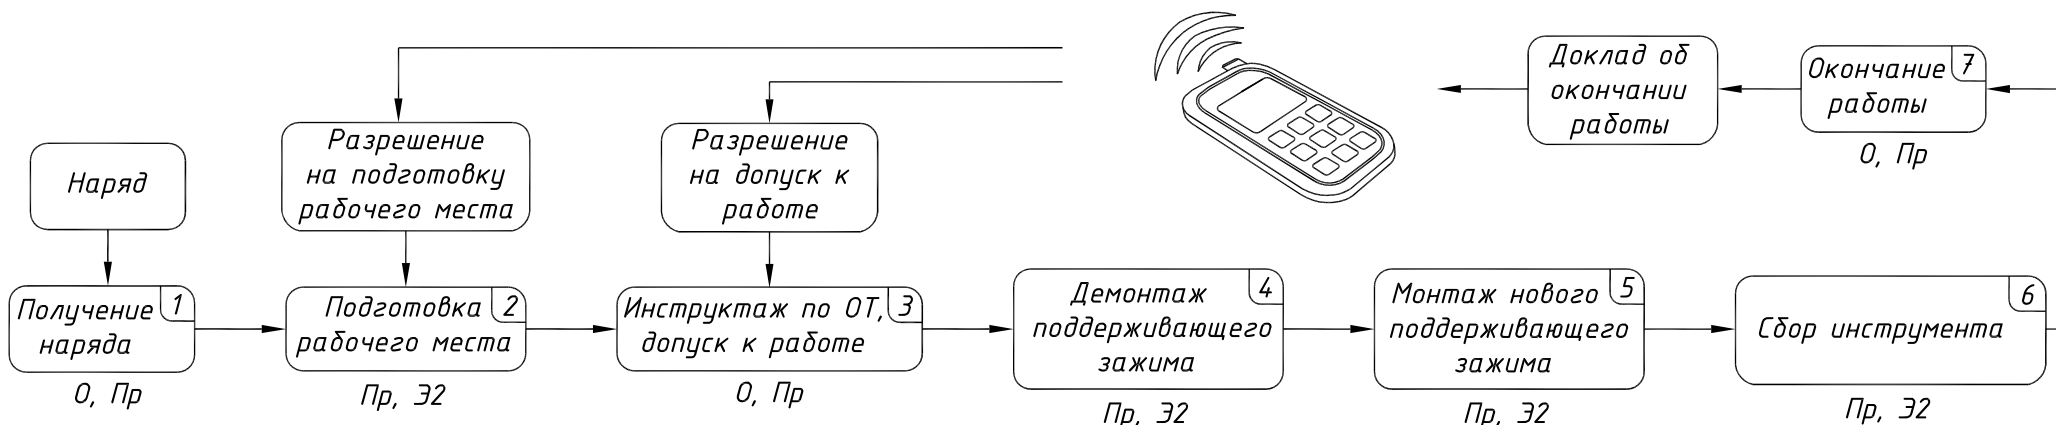 Наряд
Разрешение
на подготовку
рабочего места
Разрешение
на допуск к
работе
Доклад об
окончании
работы
Окончание
работы
7
О, Пр
Получение
наряда
1
О, Пр
Подготовка
рабочего места
2
Пр, Э2
Инструктаж по ОТ,
допуск к работе
3
О, Пр
Демонтаж
поддерживающего
зажима
4
Пр, Э2
Монтаж нового
поддерживающего
зажима
5
Пр, Э2
Сбор инструмента
6
Пр, Э2